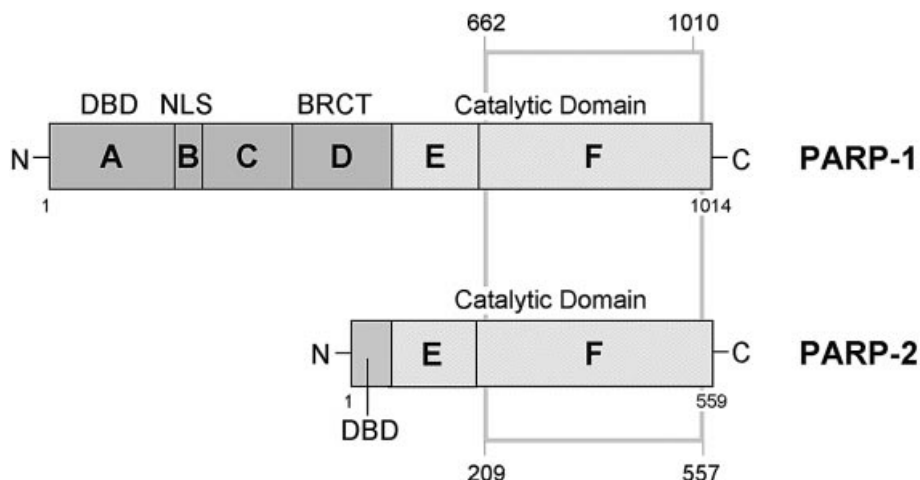 662 1010
DBD NLS BRCT Catalytic Domain
N A B C D E F C PARP-1
1 1014
Catalytic Domain
N E F C PARP-2
1 559
DBD
209 557